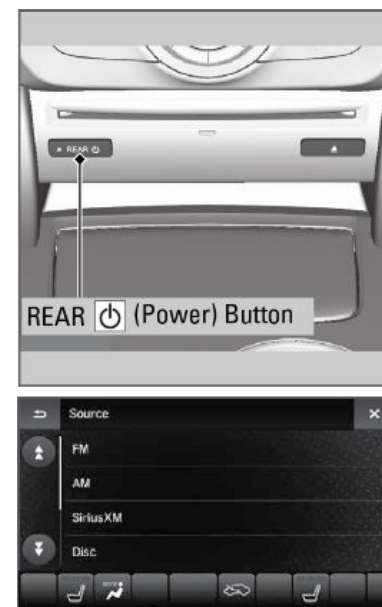 REAR
REAR (Power) Button
Source
FM
AM
SiriusXM
Disc